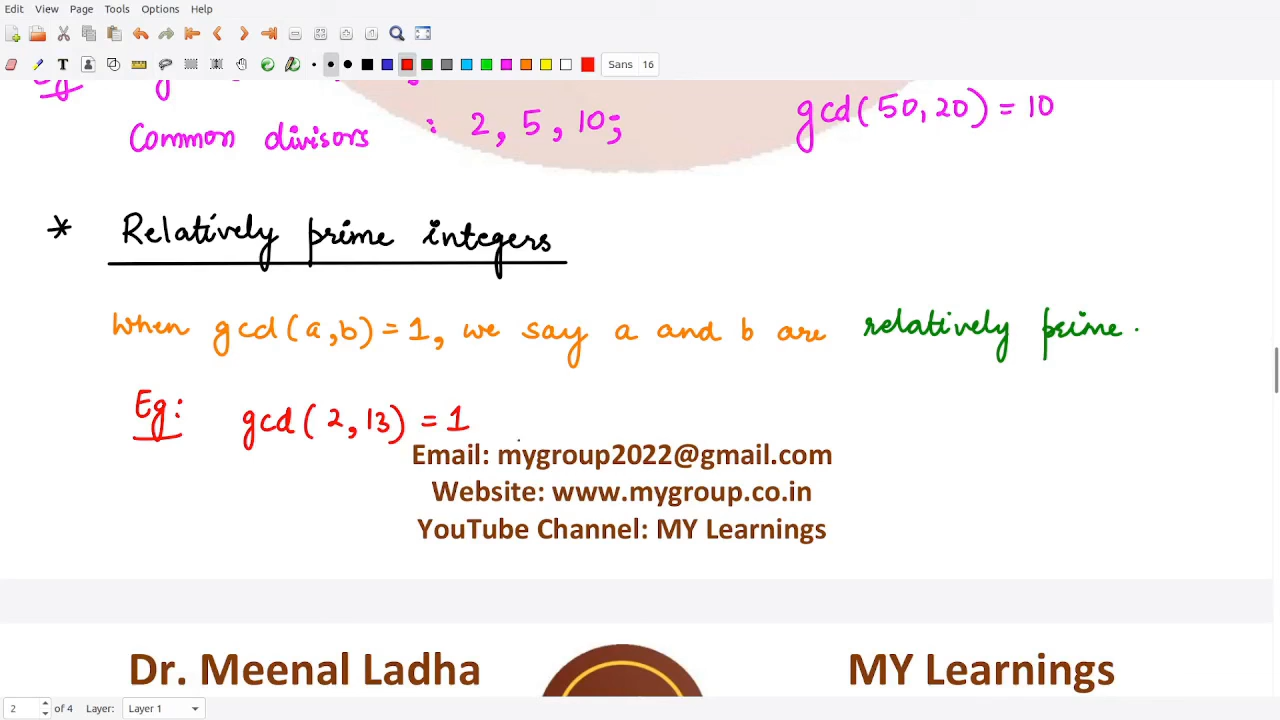 Edit View Page Tools Options Help
Sans 16
Eg
Common divisors : 2, 5, 10;
gcd(50,20) = 10
* Relatively prime integers
When gcd(a,b) = 1, we say a and b are relatively prime.
Eg: gcd(2,13) = 1
Email: mygroup2022@gmail.com
Website: www.mygroup.co.in
YouTube Channel: MY Learnings
Dr. Meenal Ladha MY Learnings
2 of 4 Layer: Layer 1